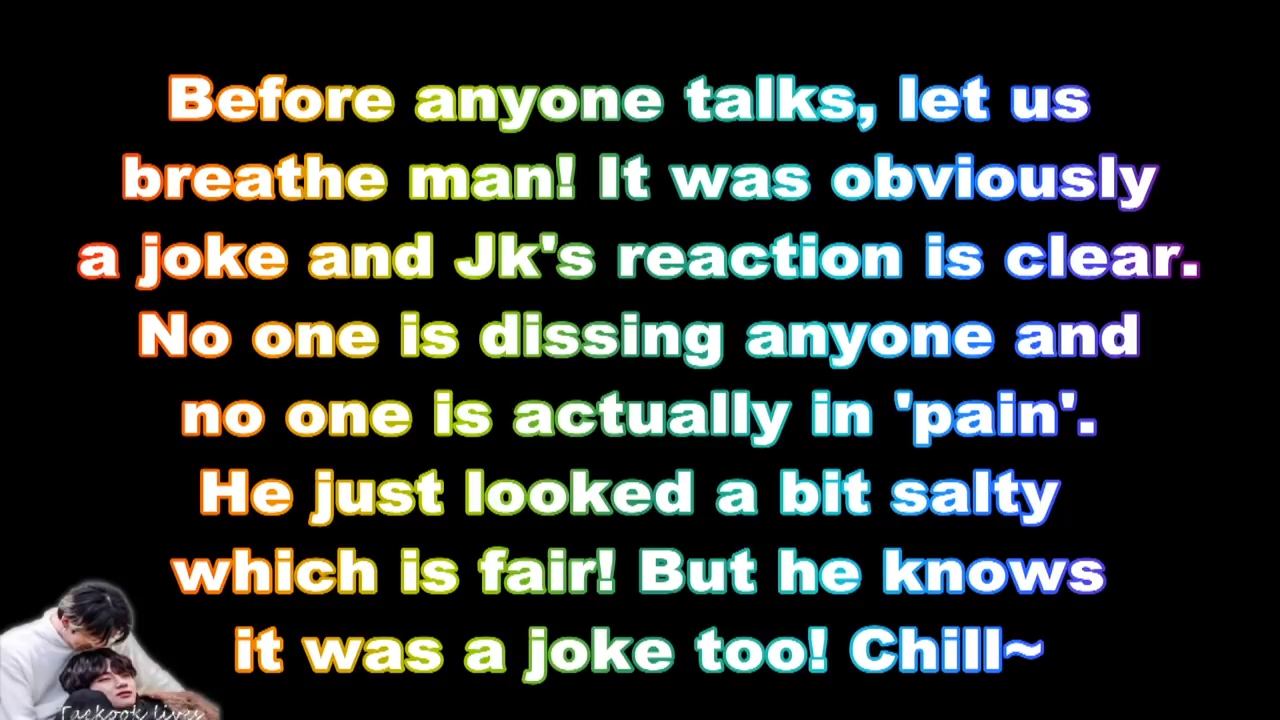 Before anyone talks, let us
breathe man! It was obviously
a joke and Jk's reaction is clear.
No one is dissing anyone and
no one is actually in 'pain'.
He just looked a bit salty
which is fair! But he knows
it was a joke too! Chill~
Taekook lives